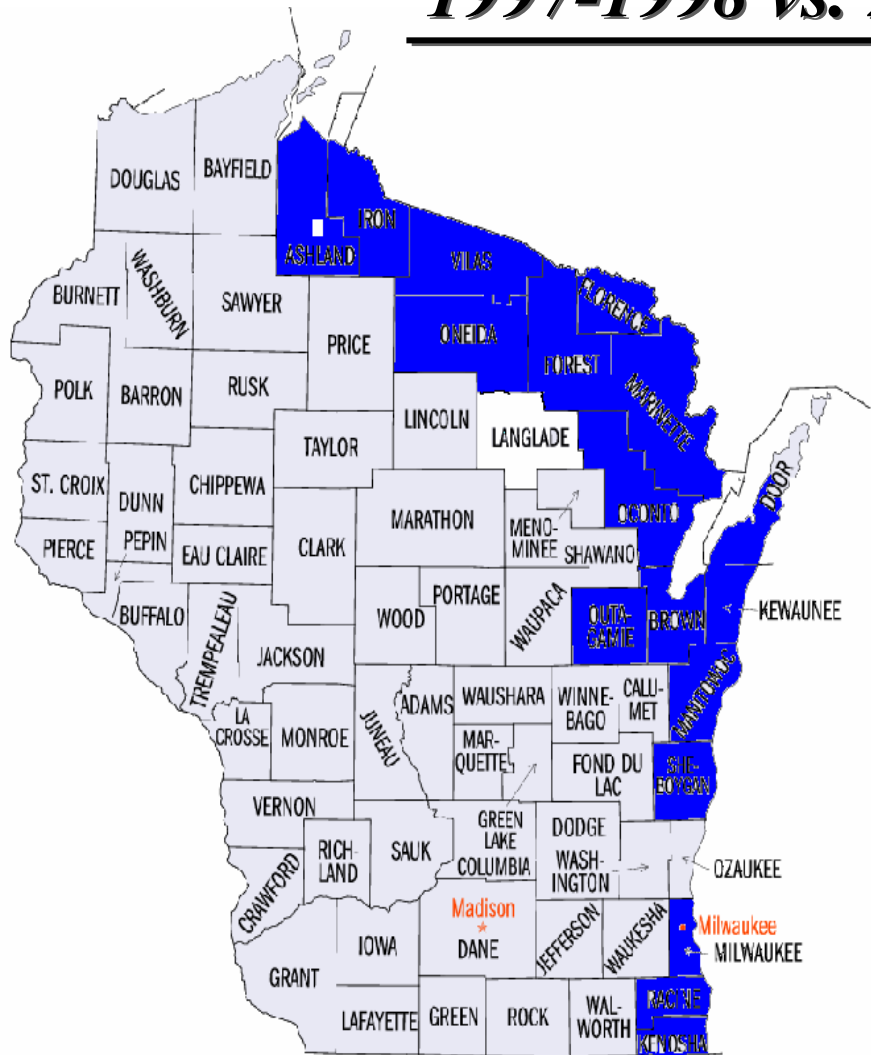 1997-1998 vs.
DOUGLAS
BAYFIELD
IRON
ASHLAND
VILAS
BURNETT
WASHBURN
SAWYER
FLORENCE
PRICE
ONEIDA
FOREST
POLK
BARRON
RUSK
MARINETTE
LINCOLN
LANGLADE
TAYLOR
DOOR
ST. CROIX
DUNN
CHIPPEWA
OCONTO
MARATHON
MENO-
MINEE
PIERCE
PEPIN
EAU CLAIRE
CLARK
SHAWANO
BUFFALO
TREMPEALEAU
WOOD
PORTAGE
WAUPACA
OUTA-
GAMIE
BROWN
KEWAUNEE
JACKSON
ADAMS
WAUSHARA
WINNE-
BAGO
CALU-
MET
MANITOWOC
LA
CROSSE
MONROE
JUNEAU
MAR-
QUETTE
FOND DU
LAC
SHE-
BOYGAN
VERNON
GREEN
LAKE
DODGE
CRAWFORD
RICH-
LAND
SAUK
COLUMBIA
WASH-
INGTON
OZAUKEE
Madison
DANE
JEFFERSON
WAUKESHA
Milwaukee
MILWAUKEE
IOWA
GRANT
LAFAYETTE
GREEN
ROCK
WAL-
WORTH
RACINE
KENOSHA